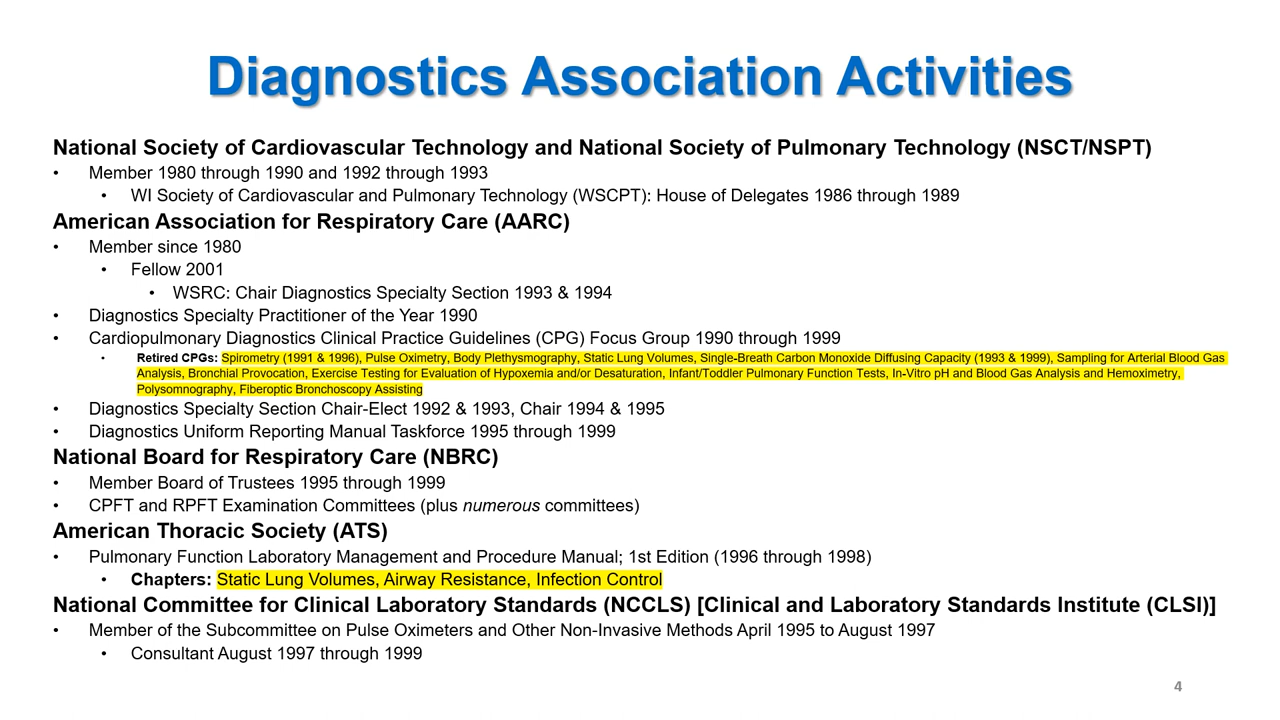 Diagnostics Association Activities
National Society of Cardiovascular Technology and National Society of Pulmonary Technology (NSCT/NSPT)
• Member 1980 through 1990 and 1992 through 1993
• WI Society of Cardiovascular and Pulmonary Technology (WSCPT): House of Delegates 1986 through 1989
American Association for Respiratory Care (AARC)
• Member since 1980
• Fellow 2001
• WSRC: Chair Diagnostics Specialty Section 1993 & 1994
• Diagnostics Specialty Practitioner of the Year 1990
• Cardiopulmonary Diagnostics Clinical Practice Guidelines (CPG) Focus Group 1990 through 1999
• Retired CPGs: Spirometry (1991 & 1996), Pulse Oximetry, Body Plethysmography, Static Lung Volumes, Single-Breath Carbon Monoxide Diffusing Capacity (1993 & 1999), Sampling for Arterial Blood Gas
Analysis, Bronchial Provocation, Exercise Testing for Evaluation of Hypoxemia and/or Desaturation, Infant/Toddler Pulmonary Function Tests, In-Vitro pH and Blood Gas Analysis and Hemoximetry,
Polysomnography, Fiberoptic Bronchoscopy Assisting
• Diagnostics Specialty Section Chair-Elect 1992 & 1993, Chair 1994 & 1995
• Diagnostics Uniform Reporting Manual Taskforce 1995 through 1999
National Board for Respiratory Care (NBRC)
• Member Board of Trustees 1995 through 1999
• CPFT and RPFT Examination Committees (plus numerous committees)
American Thoracic Society (ATS)
• Pulmonary Function Laboratory Management and Procedure Manual; 1st Edition (1996 through 1998)
• Chapters: Static Lung Volumes, Airway Resistance, Infection Control
National Committee for Clinical Laboratory Standards (NCCLS) [Clinical and Laboratory Standards Institute (CLSI)]
• Member of the Subcommittee on Pulse Oximeters and Other Non-Invasive Methods April 1995 to August 1997
• Consultant August 1997 through 1999
4